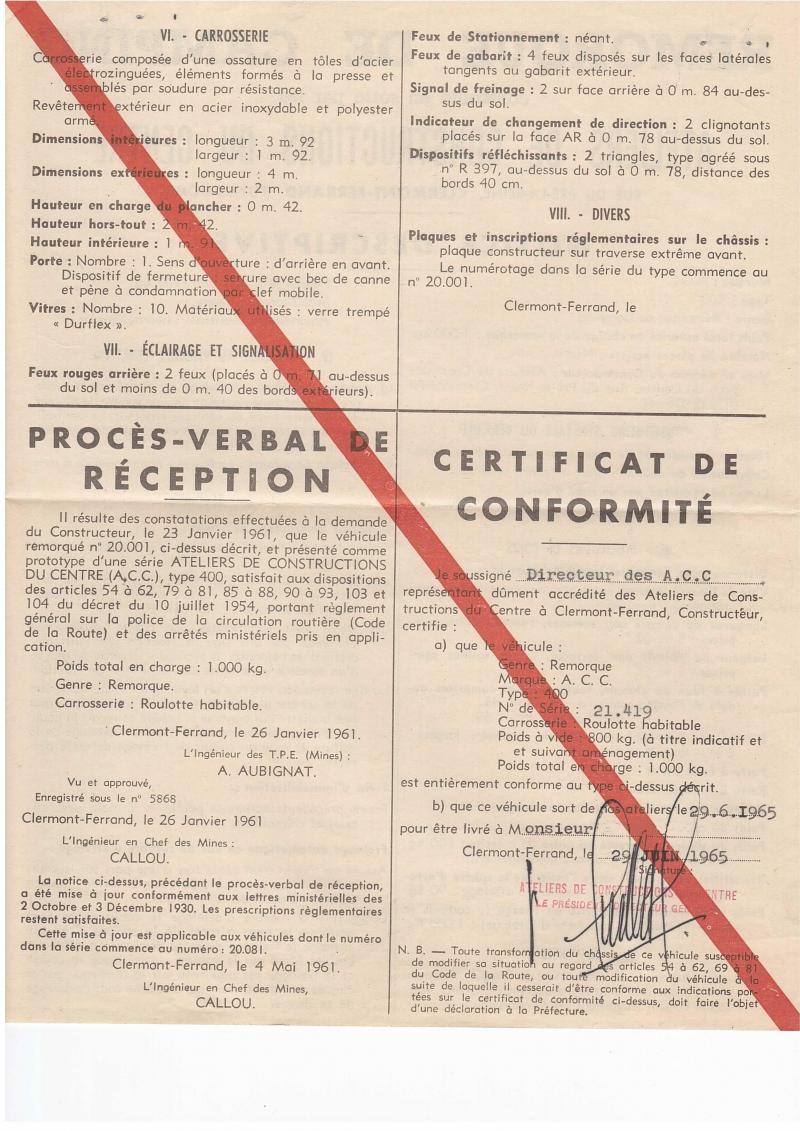 VI. - CARROSSERIE
Carrosserie composée d'une ossature en tôles d'acier
électrozinguées, éléments formés à la presse et
assemblés par soudure par résistance.
Revêtement extérieur en acier inoxydable et polyester
armé.
Dimensions intérieures : longueur : 3 m. 92
largeur : 1 m. 92.
Dimensions extérieures : longueur : 4 m.
largeur : 2 m.
Hauteur en charge du plancher : 0 m. 42.
Hauteur hors-tout : 2 m. 42.
Hauteur intérieure : 1 m. 91.
Porte : Nombre : 1. Sens d'ouverture : d'arrière en avant.
Dispositif de fermeture : serrure avec bec de canne
et pène à condamnation par clef mobile.
Vitres : Nombre : 10. Matériaux utilisés : verre trempé
« Durflex ».
VII. - ÉCLAIRAGE ET SIGNALISATION
Feux rouges arrière : 2 feux (placés à 0 m. 71 au-dessus
du sol et moins de 0 m. 40 des bords extérieurs).
Feux de Stationnement : néant.
Feux de gabarit : 4 feux disposés sur les faces latérales
tangents au gabarit extérieur.
Signal de freinage : 2 sur face arrière à 0 m. 84 au-des-
sus du sol.
Indicateur de changement de direction : 2 clignotants
placés sur la face AR à 0 m. 78 au-dessus du sol.
Dispositifs réfléchissants : 2 triangles, type agréé sous
n° R 397, au-dessus du sol à 0 m. 78, distance des
bords 40 cm.
VIII. - DIVERS
Plaques et inscriptions réglementaires sur le châssis :
plaque constructeur sur traverse extrême avant.
Le numérotage dans la série du type commence au
n° 20.001.
Clermont-Ferrand, le
PROCÈS-VERBAL DE
RÉCEPTION
Il résulte des constatations effectuées à la demande
du Constructeur, le 23 Janvier 1961, que le véhicule
remorqué n° 20.001, ci-dessus décrit, et présenté comme
prototype d'une série ATELIERS DE CONSTRUCTIONS
DU CENTRE (A.C.C.), type 400, satisfait aux dispositions
des articles 54 à 62, 79 à 81, 85 à 88, 90 à 93, 103 et
104 du décret du 10 juillet 1954, portant règlement
général sur la police de la circulation routière (Code
de la Route) et des arrêtés ministériels pris en appli-
cation.
Poids total en charge : 1.000 kg.
Genre : Remorque.
Carrosserie : Roulotte habitable.
Clermont-Ferrand, le 26 Janvier 1961.
L'Ingénieur des T.P.E. (Mines) :
A. AUBIGNAT.
Vu et approuvé,
Enregistré sous le n° 5868
Clermont-Ferrand, le 26 Janvier 1961
L'Ingénieur en Chef des Mines :
CALLOU.
La notice ci-dessus, précédant le procès-verbal de réception,
a été mise à jour conformément aux lettres ministérielles des
2 Octobre et 3 Décembre 1930. Les prescriptions règlementaires
restent satisfaites.
Cette mise à jour est applicable aux véhicules dont le numéro
dans la série commence au numéro : 20.081.
Clermont-Ferrand, le 4 Mai 1961.
L'Ingénieur en Chef des Mines,
CALLOU.
CERTIFICAT DE
CONFORMITÉ
Je soussigné Directeur des A.C.C
représentant dûment accrédité des Ateliers de Cons-
tructions du Centre à Clermont-Ferrand, Constructeur,
certifie :
a) que le véhicule :
Genre : Remorque
Marque : A. C. C.
Type : 400
N° de Série : 21.419
Carrosserie : Roulotte habitable
Poids à vide : 800 kg. (à titre indicatif et
et suivant aménagement)
Poids total en charge : 1.000 kg.
est entièrement conforme au type ci-dessus décrit.
b) que ce véhicule sort de nos ateliers le 29.6.I965
pour être livré à Monsieur
Clermont-Ferrand, le 29 JUIN 1965
Signature :
ATELIERS DE CONSTRUCTIONS DU CENTRE
LE PRÉSIDENT DIRECTEUR GÉNÉRAL
N. B. — Toute transformation du châssis de ce véhicule susceptible
de modifier sa situation au regard des articles 54 à 62, 69 à 81
du Code de la Route, ou toute modification du véhicule à la
suite de laquelle il cesserait d'être conforme aux indications por-
tées sur le certificat de conformité ci-dessus, doit faire l'objet
d'une déclaration à la Préfecture.